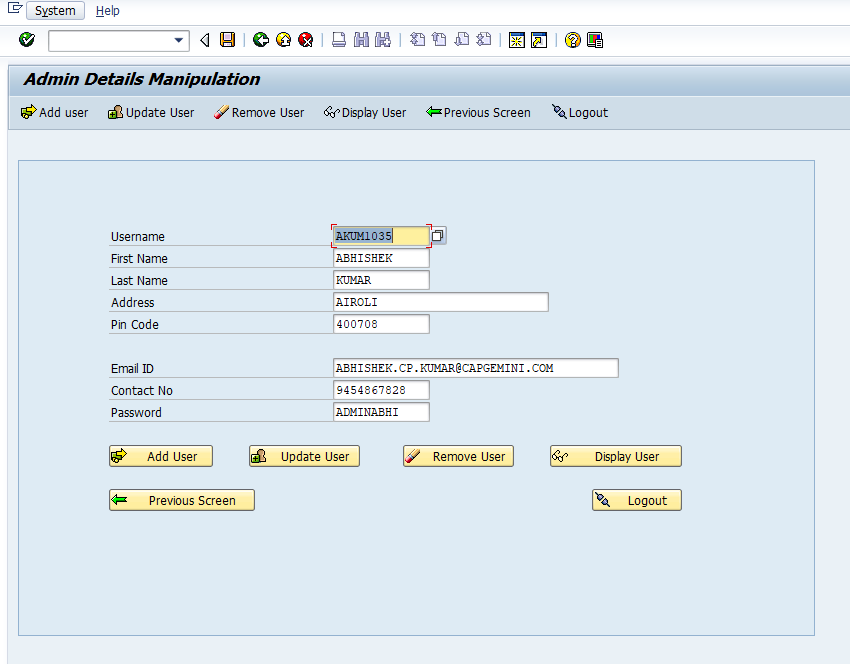 System Help
Admin Details Manipulation
Add user Update User Remove User Display User Previous Screen Logout
Username AKUM1035
First Name ABHISHEK
Last Name KUMAR
Address AIROLI
Pin Code 400708
Email ID ABHISHEK.CP.KUMAR@CAPGEMINI.COM
Contact No 9454867828
Password ADMINABHI
Add User Update User Remove User Display User
Previous Screen Logout